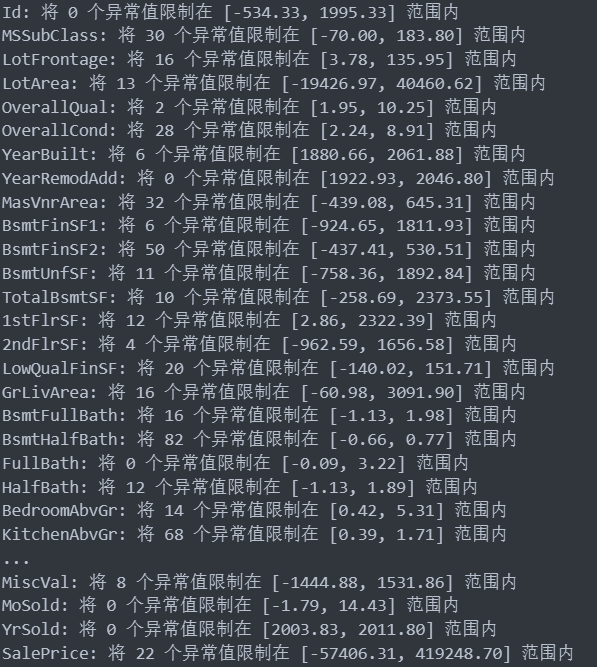 Id: 将 0 个异常值限制在 [-534.33, 1995.33] 范围内
MSSubClass: 将 30 个异常值限制在 [-70.00, 183.80] 范围内
LotFrontage: 将 16 个异常值限制在 [3.78, 135.95] 范围内
LotArea: 将 13 个异常值限制在 [-19426.97, 40460.62] 范围内
OverallQual: 将 2 个异常值限制在 [1.95, 10.25] 范围内
OverallCond: 将 28 个异常值限制在 [2.24, 8.91] 范围内
YearBuilt: 将 6 个异常值限制在 [1880.66, 2061.88] 范围内
YearRemodAdd: 将 0 个异常值限制在 [1922.93, 2046.80] 范围内
MasVnrArea: 将 32 个异常值限制在 [-439.08, 645.31] 范围内
BsmtFinSF1: 将 6 个异常值限制在 [-924.65, 1811.93] 范围内
BsmtFinSF2: 将 50 个异常值限制在 [-437.41, 530.51] 范围内
BsmtUnfSF: 将 11 个异常值限制在 [-758.36, 1892.84] 范围内
TotalBsmtSF: 将 10 个异常值限制在 [-258.69, 2373.55] 范围内
1stFlrSF: 将 12 个异常值限制在 [2.86, 2322.39] 范围内
2ndFlrSF: 将 4 个异常值限制在 [-962.59, 1656.58] 范围内
LowQualFinSF: 将 20 个异常值限制在 [-140.02, 151.71] 范围内
GrLivArea: 将 16 个异常值限制在 [-60.98, 3091.90] 范围内
BsmtFullBath: 将 16 个异常值限制在 [-1.13, 1.98] 范围内
BsmtHalfBath: 将 82 个异常值限制在 [-0.66, 0.77] 范围内
FullBath: 将 0 个异常值限制在 [-0.09, 3.22] 范围内
HalfBath: 将 12 个异常值限制在 [-1.13, 1.89] 范围内
BedroomAbvGr: 将 14 个异常值限制在 [0.42, 5.31] 范围内
KitchenAbvGr: 将 68 个异常值限制在 [0.39, 1.71] 范围内
...
MiscVal: 将 8 个异常值限制在 [-1444.88, 1531.86] 范围内
MoSold: 将 0 个异常值限制在 [-1.79, 14.43] 范围内
YrSold: 将 0 个异常值限制在 [2003.83, 2011.80] 范围内
SalePrice: 将 22 个异常值限制在 [-57406.31, 419248.70] 范围内